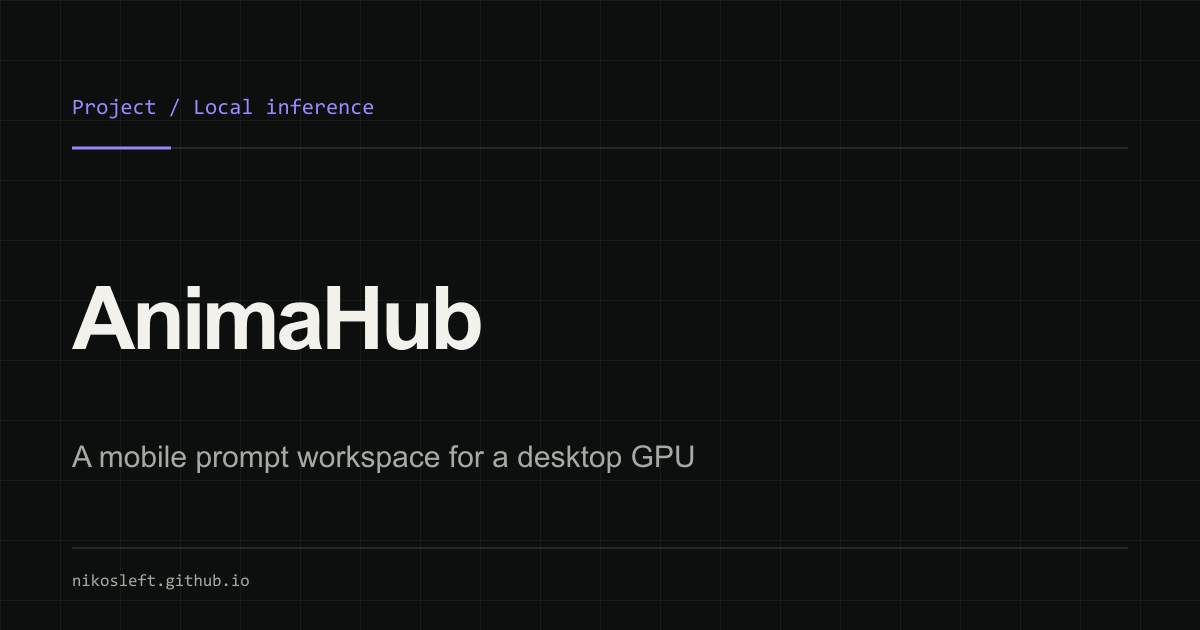 Project / Local inference
AnimaHub
A mobile prompt workspace for a desktop GPU
nikosleft.github.io